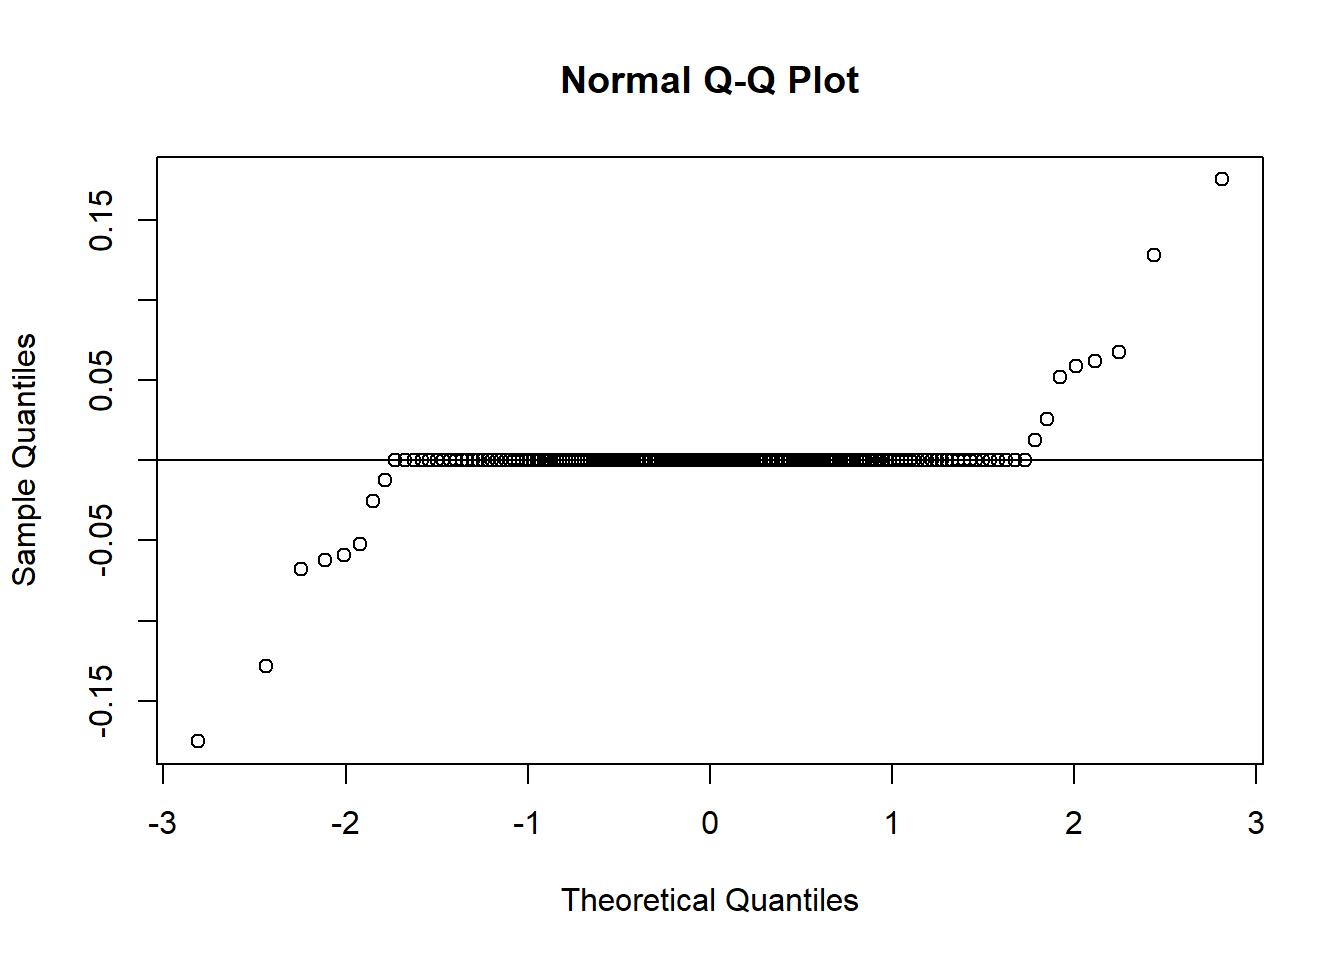 Normal Q-Q Plot
Sample Quantiles
0.15
0.05
-0.05
-0.15
-3 -2 -1 0 1 2 3
Theoretical Quantiles